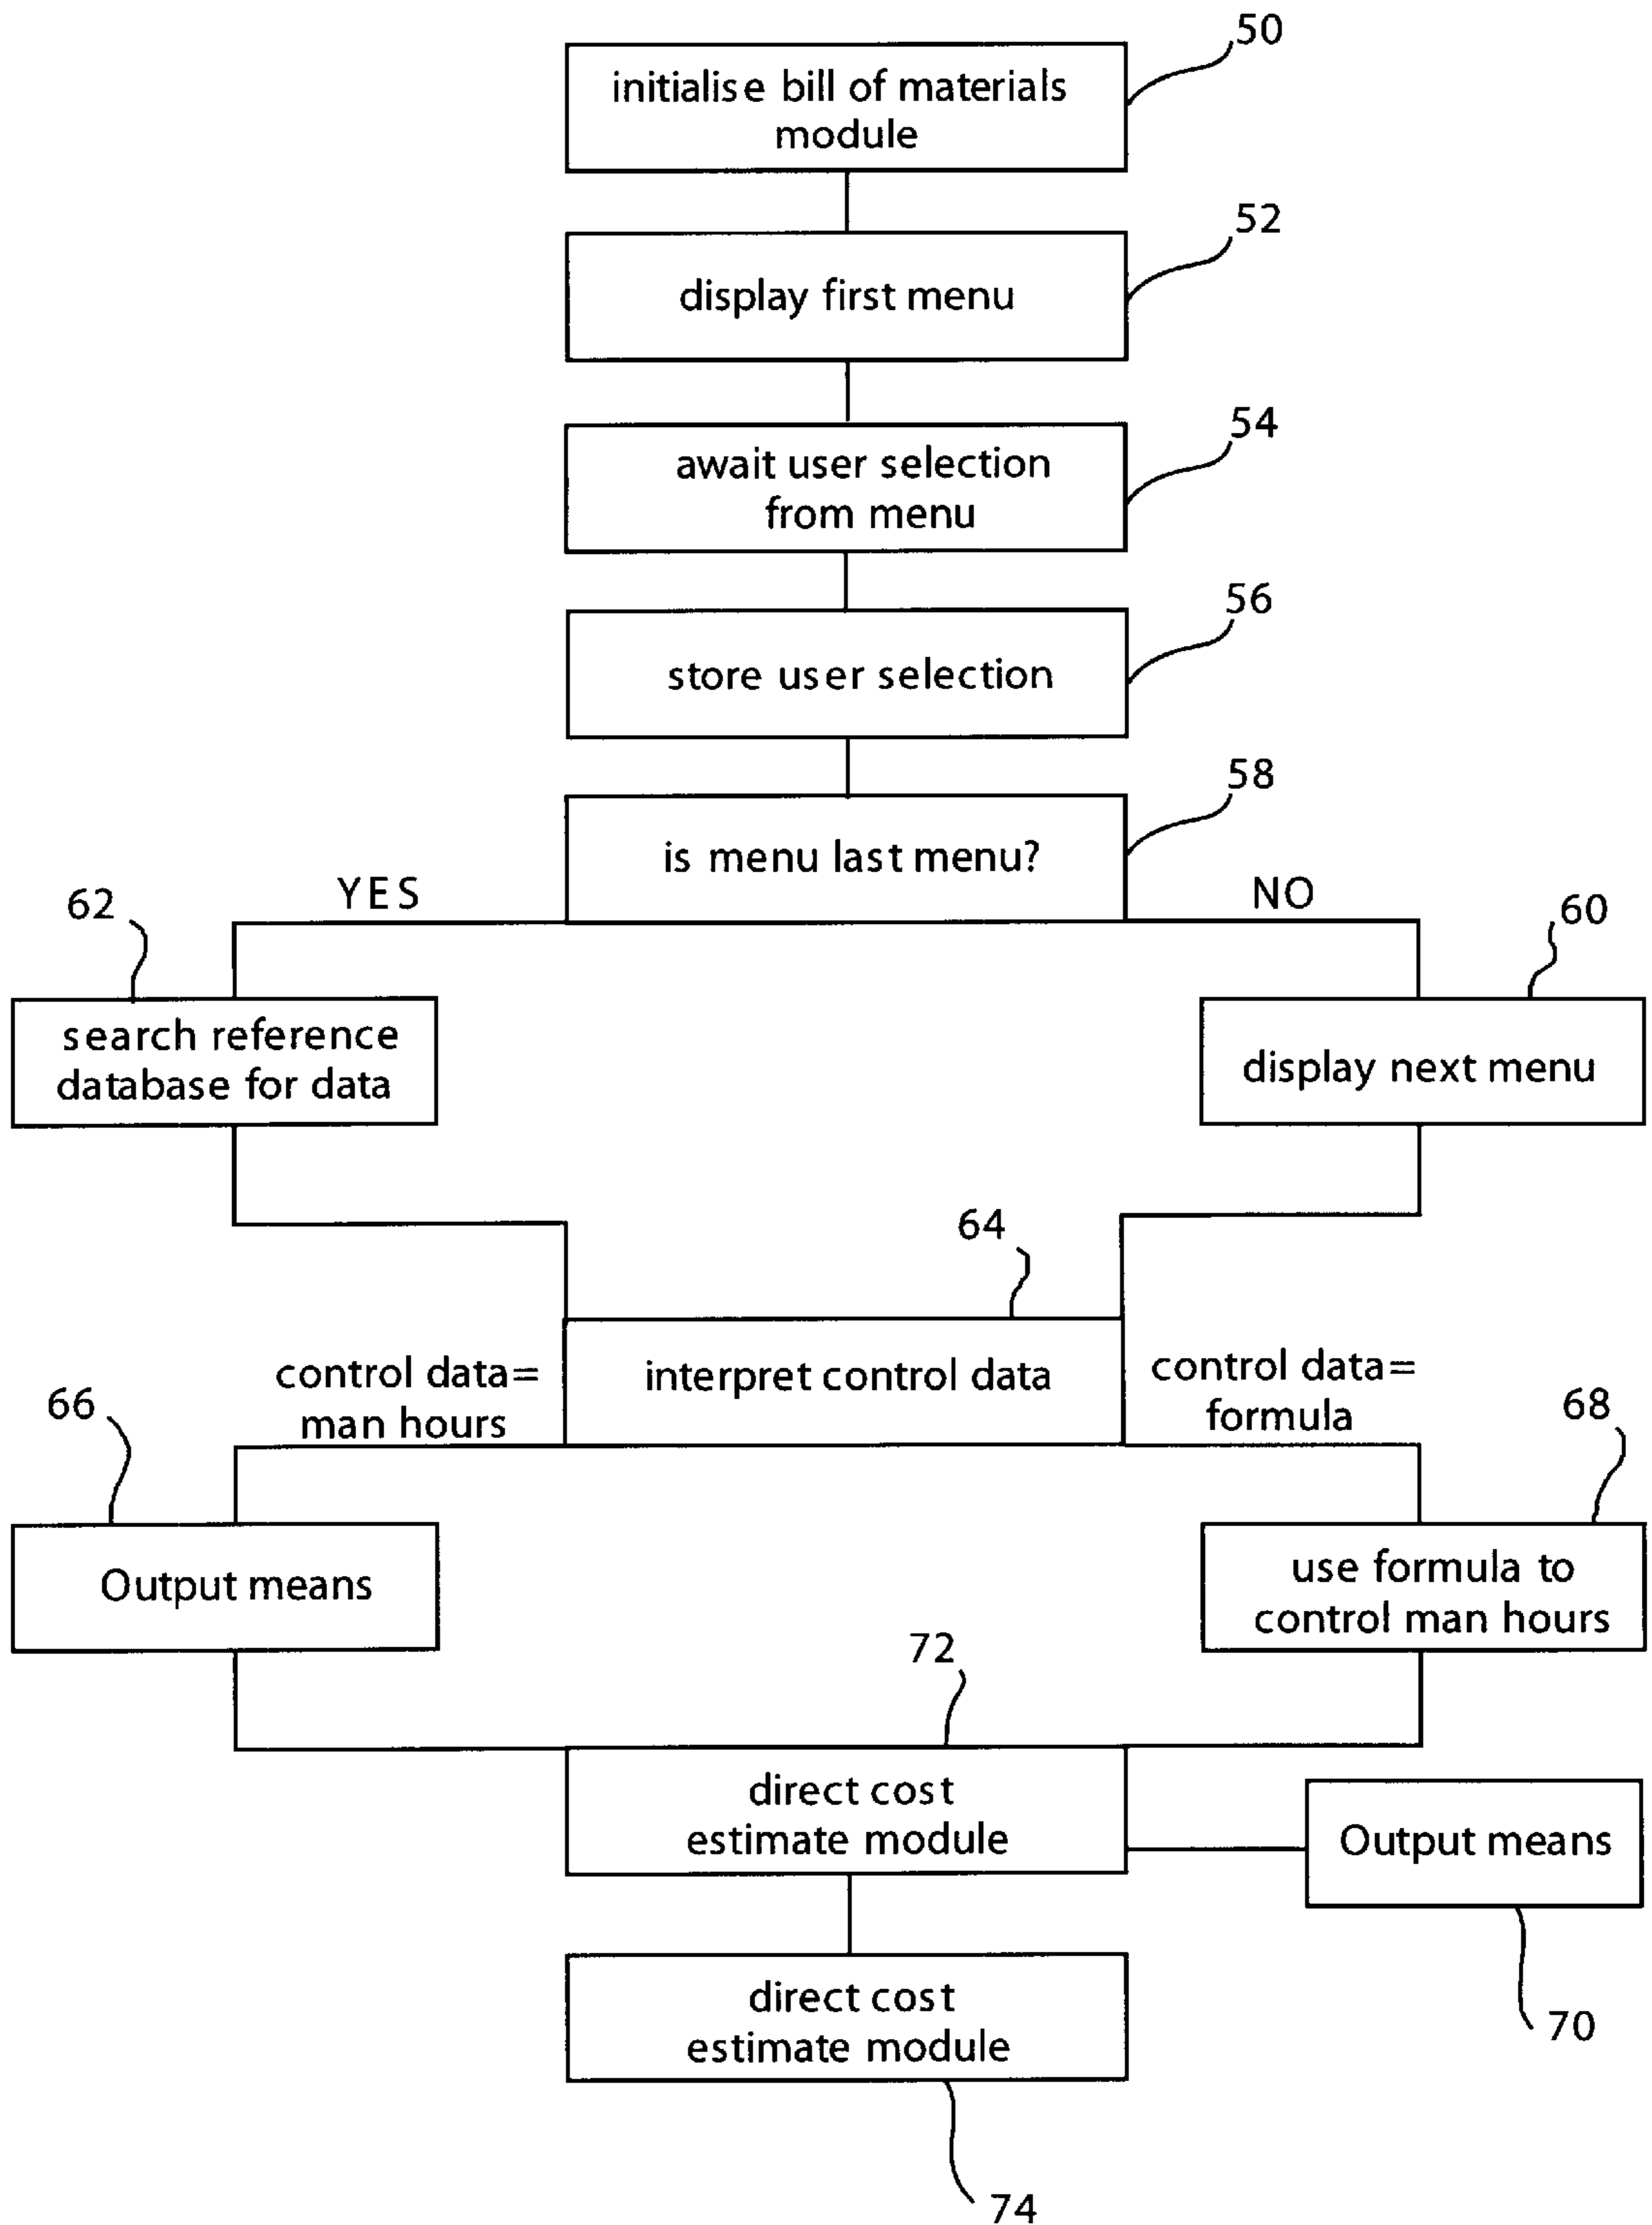 50
initialise bill of materials
module
52
display first menu
54
await user selection
from menu
56
store user selection
58
is menu last menu?
YES
NO
62
60
search reference
database for data
display next menu
64
control data=
man hours
interpret control data
control data=
formula
66
68
Output means
use formula to
control man hours
72
direct cost
estimate module
Output means
70
direct cost
estimate module
74